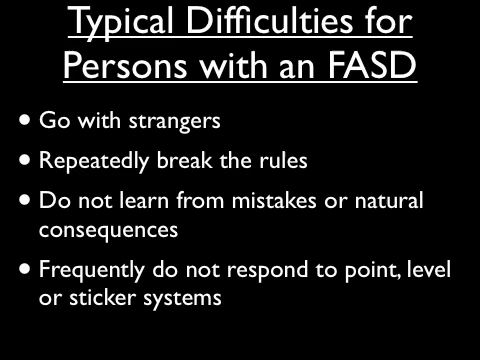 Typical Difficulties for
Persons with an FASD
• Go with strangers
• Repeatedly break the rules
• Do not learn from mistakes or natural
consequences
• Frequently do not respond to point, level
or sticker systems